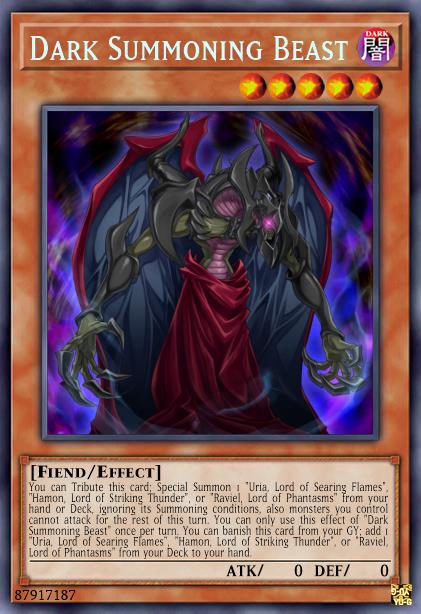 DARK SUMMONING BEAST
DARK
闇
[FIEND/EFFECT]
You can Tribute this card; Special Summon 1 "Uria, Lord of Searing Flames",
"Hamon, Lord of Striking Thunder", or "Raviel, Lord of Phantasms" from your
hand or Deck, ignoring its Summoning conditions, also monsters you control
cannot attack for the rest of this turn. You can only use this effect of "Dark
Summoning Beast" once per turn. You can banish this card from your GY; add 1
"Uria, Lord of Searing Flames", "Hamon, Lord of Striking Thunder", or "Raviel,
Lord of Phantasms" from your Deck to your hand.
ATK/ 0 DEF/ 0
87917187